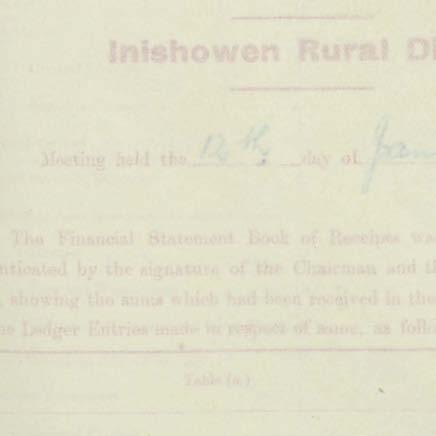 Inishowen Rural Di
Meeting held the 12th day of Jan
The Financial Statement Book of Receipts wa
nticated by the signature of the Chairman and th
, showing the sums which had been received in the
he Ledger Entries made in respect of same, as follo
Table (a.)